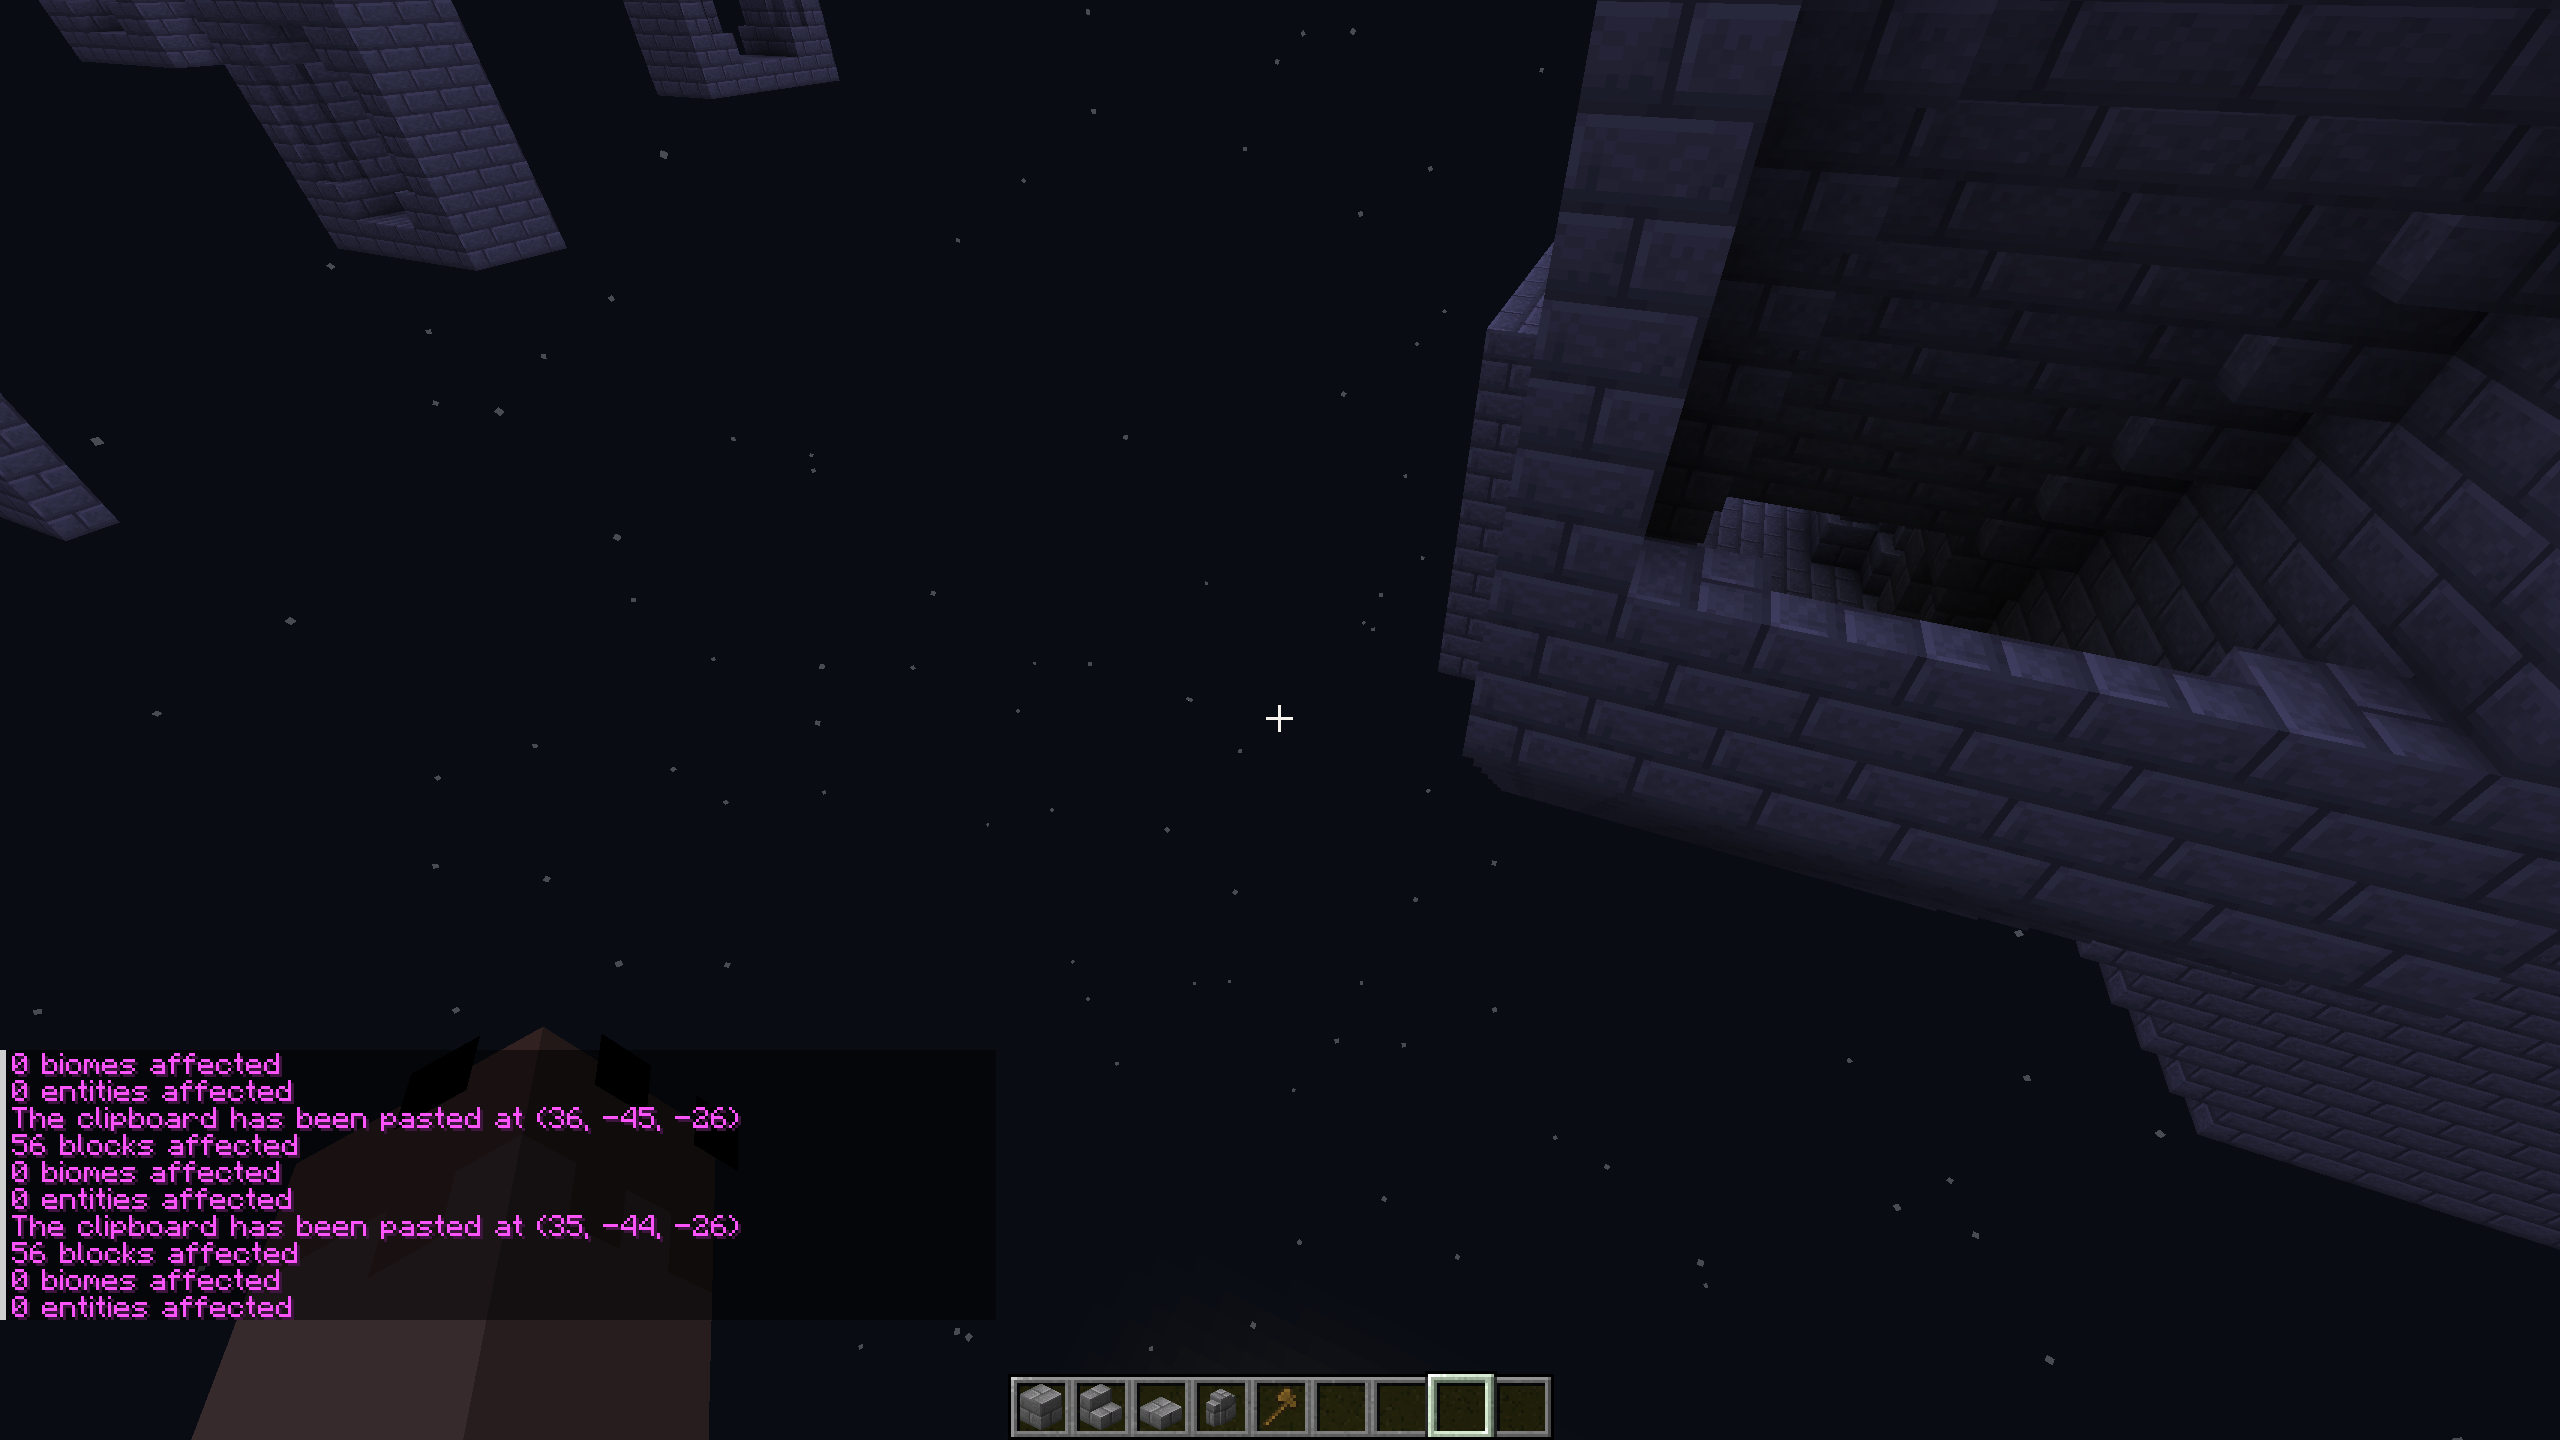 0 biomes affected
0 entities affected
The clipboard has been pasted at (36, -45, -26)
56 blocks affected
0 biomes affected
0 entities affected
The clipboard has been pasted at (35, -44, -26)
56 blocks affected
0 biomes affected
0 entities affected